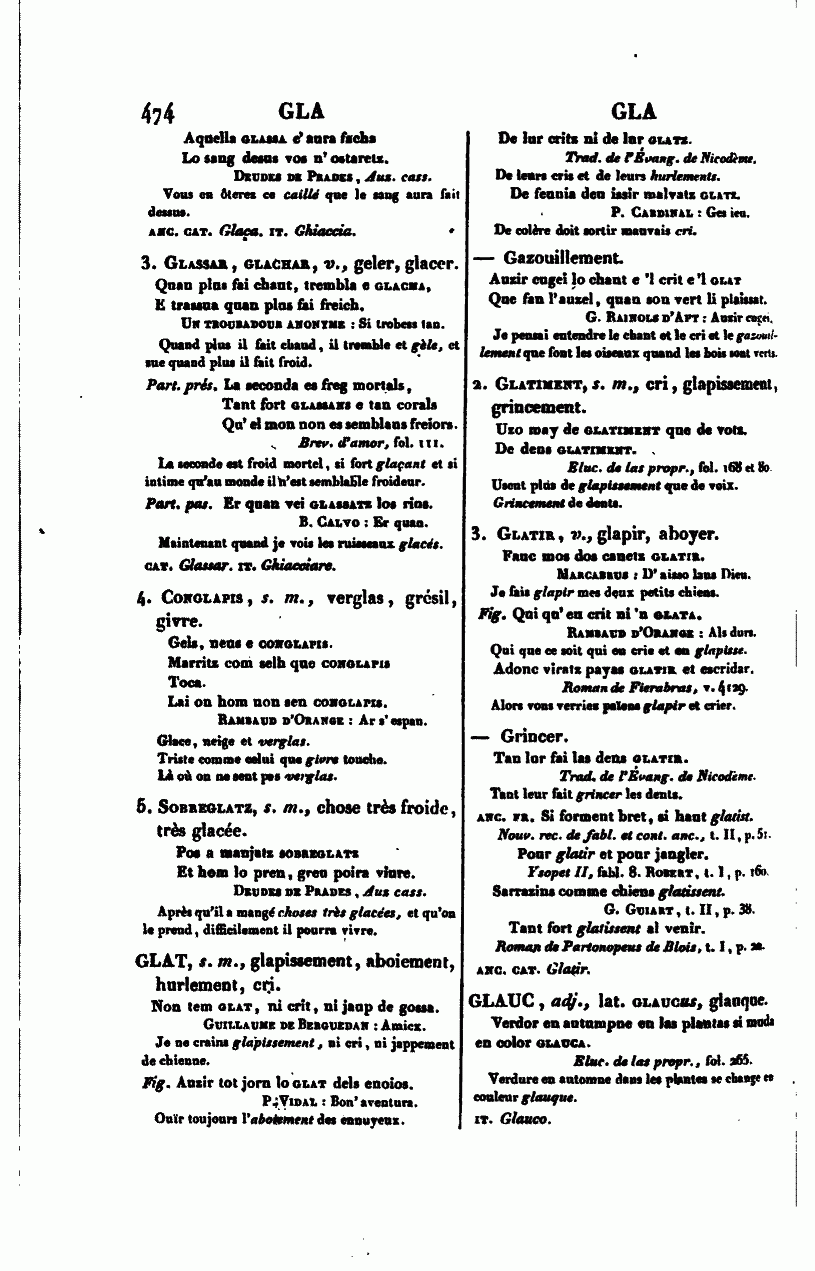 474 GLA GLA
Aquella GLASSA c'aura facha
Lo sang desus vos n'ostaretz.
DEUDES DE PRADES, Aus. cass.
Vous en ôterez ce caillé que le sang aura fait
dessus.
ANC. CAT. Glaça. IT. Ghiaccia.
3. GLASSAR, GLACHAR, v., geler, glacer.
Quan plus fai chaut, trembla e GLACHA,
E trassua quan plus fai freich.
UN TROUBADOUR ANONYME : Si trobess tan.
Quand plus il fait chaud, il tremble et gèle, et
sue quand plus il fait froid.
Part. prés. La seconda es freg mortals,
Tant fort GLASSANS e tan corals
Qu'el mon non es semblans freiors.
Brev. d'amor, fol. 111.
La seconde est froid mortel, si fort glaçant et si
intime qu'au monde il n'est semblable froideur.
Part. pas. Er quan vei GLASSATZ los rius.
B. CALVO : Er quan.
Maintenant quand je vois les ruisseaux glacés.
CAT. Glassar. IT. Ghiacciare.
4. CONGLAPIS, s. m., verglas, grésil,
givre.
Gels, neus e CONGLAPIS.
Marritz com selh que CONGLAPIS
Toca.
Lai on hom non sen CONGLAPIS.
RAMBAUD D'ORANGE : Ar s'espan.
Glace, neige et verglas.
Triste comme celui que givre touche.
Là où on ne sent pas verglas.
5. SOBREGLATZ, s. m., chose très froide,
très glacée.
Pos a manjatz SOBREGLATZ
Et hom lo pren, greu poira viure.
DEUDES DE PRADES, Aus cass.
Après qu'il a mangé choses très glacées, et qu'on
le prend, difficilement il pourra vivre.
GLAT, s. m., glapissement, aboiement,
hurlement, cri.
Non tem GLAT, ni crit, ni jaup de gossa.
GUILLAUME DE BERGUEDAN : Amicx.
Je ne crains glapissement, ni cri, ni jappement
de chienne.
Fig. Auzir tot jorn lo GLAT dels enoios.
P. VIDAL : Bon'aventura.
Ouïr toujours l'aboiement des ennuyeux.
De lur critz ni de lur GLATZ.
Trad. de l'Évang. de Nicodème.
De leurs cris et de leurs hurlements.
De fennia deu issir malvatz GLATZ.
P. CARDINAL : Ges ieu.
De colère doit sortir mauvais cri.
— Gazouillement.
Auzir cugei lo chant e'l crit e'l GLAT
Que fan l'auzel, quan son vert li plaissat.
G. RAINOLS D'APT : Auzir cugei.
Je pensai entendre le chant et le cri et le gazouil-
lement que font les oiseaux quand les bois sont verts.
2. GLATIMENT, s. m., cri, glapissement,
grincement.
Uzo may de GLATIMENT que de votz.
De dens GLATIMENT.
Eluc. de las propr., fol. 168 et 80.
Usent plus de glapissement que de voix.
Grincement de dents.
3. GLATIR, v., glapir, aboyer.
Fauc mos dos canetz GLATIR.
MARCABRUS : D'aisso laus Dieu.
Je fais glapir mes deux petits chiens.
Fig. Qui qu'en crit ni'n GLATA.
RAMBAUD D'ORANGE : Als durs.
Qui que ce soit qui en crie et en glapisse.
Adonc viratz payas GLATIR et escridar.
Roman de Fierabras, v. 4129.
Alors vous verriez païens glapir et crier.
— Grincer.
Tan lor fai las dens GLATIR.
Trad. de l'Évang. de Nicodème.
Tant leur fait grincer les dents.
ANC. FR. Si forment bret, si haut glatist.
Nouv. rec. de fabl. et cont. anc., t. II, p. 51.
Pour glatir et pour jangler.
Ysopet II, fabl. 8. ROBERT, t. I, p. 160.
Sarrazins comme chiens glatissent.
G. GUIART, t. II, p. 38.
Tant fort glatissent al venir.
Roman de Partonopeus de Blois, t. I, p. 22.
ANC. CAT. Glatir.
GLAUC, adj., lat. GLAUCUS, glauque.
Verdor en autumpne en las plantas si muda
en color GLAUCA.
Eluc. de las propr., fol. 265.
Verdure en automne dans les plantes se change en
couleur glauque.
IT. Glauco.